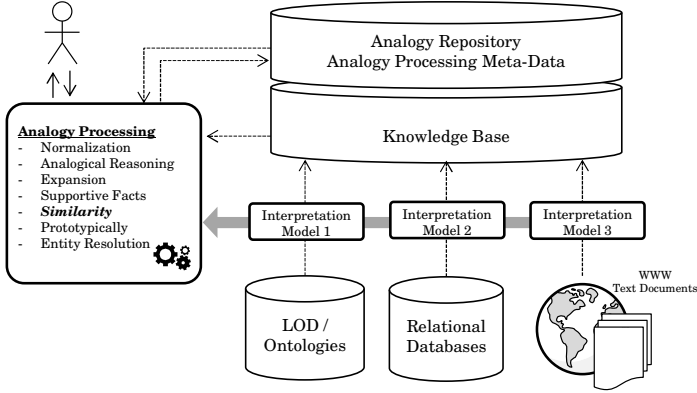 Analogy Repository
Analogy Processing Meta-Data
Knowledge Base
Analogy Processing
- Normalization
- Analogical Reasoning
- Expansion
- Supportive Facts
- Similarity
- Prototypically
- Entity Resolution
Interpretation
Model 1
Interpretation
Model 2
Interpretation
Model 3
LOD /
Ontologies
Relational
Databases
WWW
Text Documents